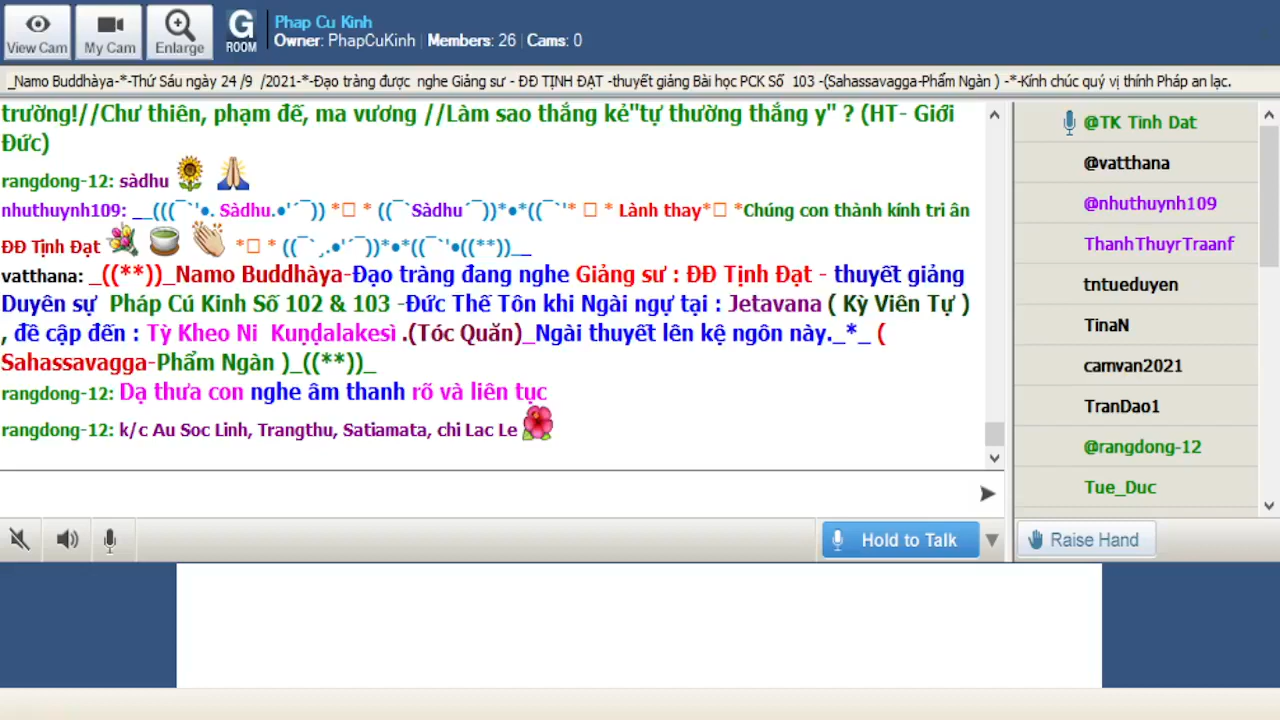 View Cam
My Cam
Enlarge
G
ROOM
Phap Cu Kinh
Owner: PhapCuKinh | Members: 26 | Cams: 0
_Namo Buddhàya-*-Thứ Sáu ngày 24 /9 /2021-*-Đạo tràng được nghe Giảng sư - ĐĐ TỊNH ĐẠT -thuyết giảng Bài học PCK Số 103 -(Sahassavagga-Phẩm Ngàn ) -*-Kính chúc quý vị thính Pháp an lạc.
trường!//Chư thiên, phạm đế, ma vương //Làm sao thắng kẻ"tự thường thắng y" ? (HT- Giới
Đức)
rangdong-12: sàdhu
nhuthuynh109: __(((¯`'●. Sàdhu.●'´¯)) *▯ * ((¯`Sàdhu´¯))*●*((¯`'* ▯ * Lành thay*▯ *Chúng con thành kính tri ân
ĐĐ Tịnh Đạt *▯ * ((¯`¸.●'´¯))*●*((¯`'●((**))__
vatthana: _((**))_Namo Buddhàya-Đạo tràng đang nghe Giảng sư : ĐĐ Tịnh Đạt - thuyết giảng
Duyên sự Pháp Cú Kinh Số 102 & 103 -Đức Thế Tôn khi Ngài ngự tại : Jetavana ( Kỳ Viên Tự )
, đề cập đến : Tỳ Kheo Ni Kuṇḍalakesì .(Tóc Quăn)_Ngài thuyết lên kệ ngôn này._*_ (
Sahassavagga-Phẩm Ngàn )_((**))_
rangdong-12: Dạ thưa con nghe âm thanh rõ và liên tục
rangdong-12: k/c Au Soc Linh, Trangthu, Satiamata, chi Lac Le
@TK Tinh Dat
@vatthana
@nhuthuynh109
ThanhThuyrTraanf
tntueduyen
TinaN
camvan2021
TranDao1
@rangdong-12
Tue_Duc
Hold to Talk
Raise Hand